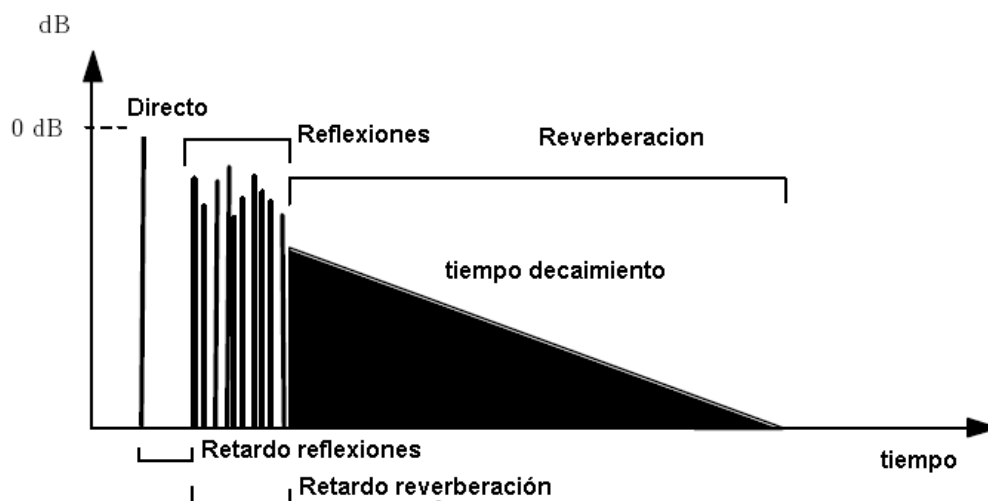 dB
Directo
0 dB
Reflexiones
Reverberacion
tiempo decaimiento
Retardo reflexiones
tiempo
Retardo reverberación